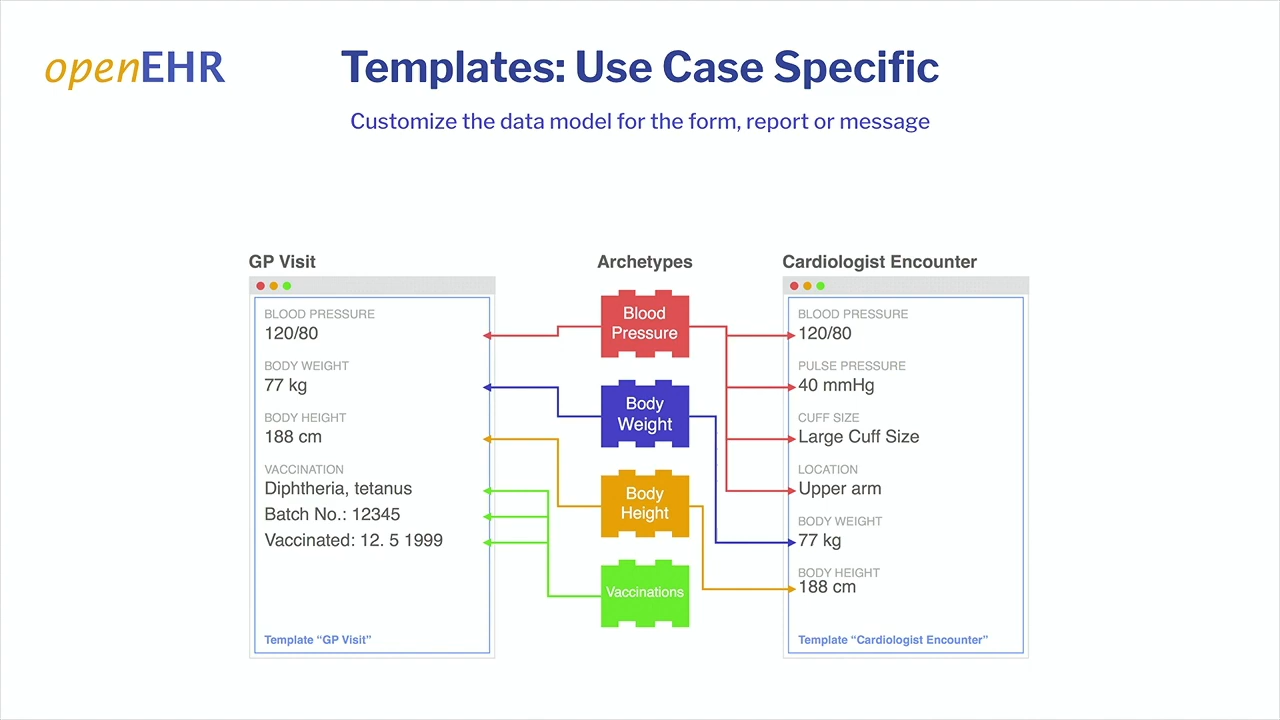 openEHR
Templates: Use Case Specific
Customize the data model for the form, report or message
GP Visit
BLOOD PRESSURE
120/80
BODY WEIGHT
77 kg
BODY HEIGHT
188 cm
VACCINATION
Diphtheria, tetanus
Batch No.: 12345
Vaccinated: 12. 5 1999
Template “GP Visit”
Archetypes
Blood
Pressure
Body
Weight
Body
Height
Vaccinations
Cardiologist Encounter
BLOOD PRESSURE
120/80
PULSE PRESSURE
40 mmHg
CUFF SIZE
Large Cuff Size
LOCATION
Upper arm
BODY WEIGHT
77 kg
BODY HEIGHT
188 cm
Template “Cardiologist Encounter”